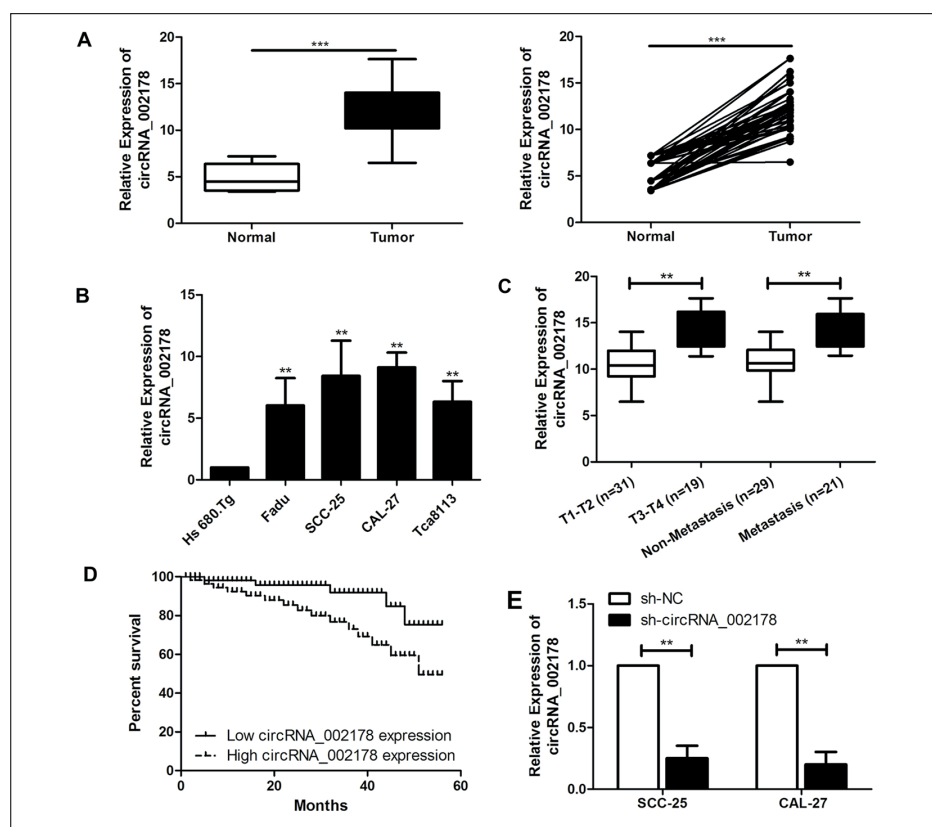 A
Relative Expression of
circRNA_002178
20
15
10
5
0
***
Normal
Tumor
Relative Expression of
circRNA_002178
20
15
10
5
0
***
Normal
Tumor
B
Relative Expression of
circRNA_002178
15
10
5
0
**
**
**
**
Hs 680.Tg
Fadu
SCC-25
CAL-27
Tca8113
C
Relative Expression of
circRNA_002178
20
15
10
5
0
**
**
T1-T2 (n=31)
T3-T4 (n=19)
Non-Metastasis (n=29)
Metastasis (n=21)
D
Percent survival
100
80
60
40
20
0
Low circRNA_002178 expression
High circRNA_002178 expression
0
20
40
60
Months
E
sh-NC
sh-circRNA_002178
Relative Expression of
circRNA_002178
1.5
1.0
0.5
0.0
**
**
SCC-25
CAL-27